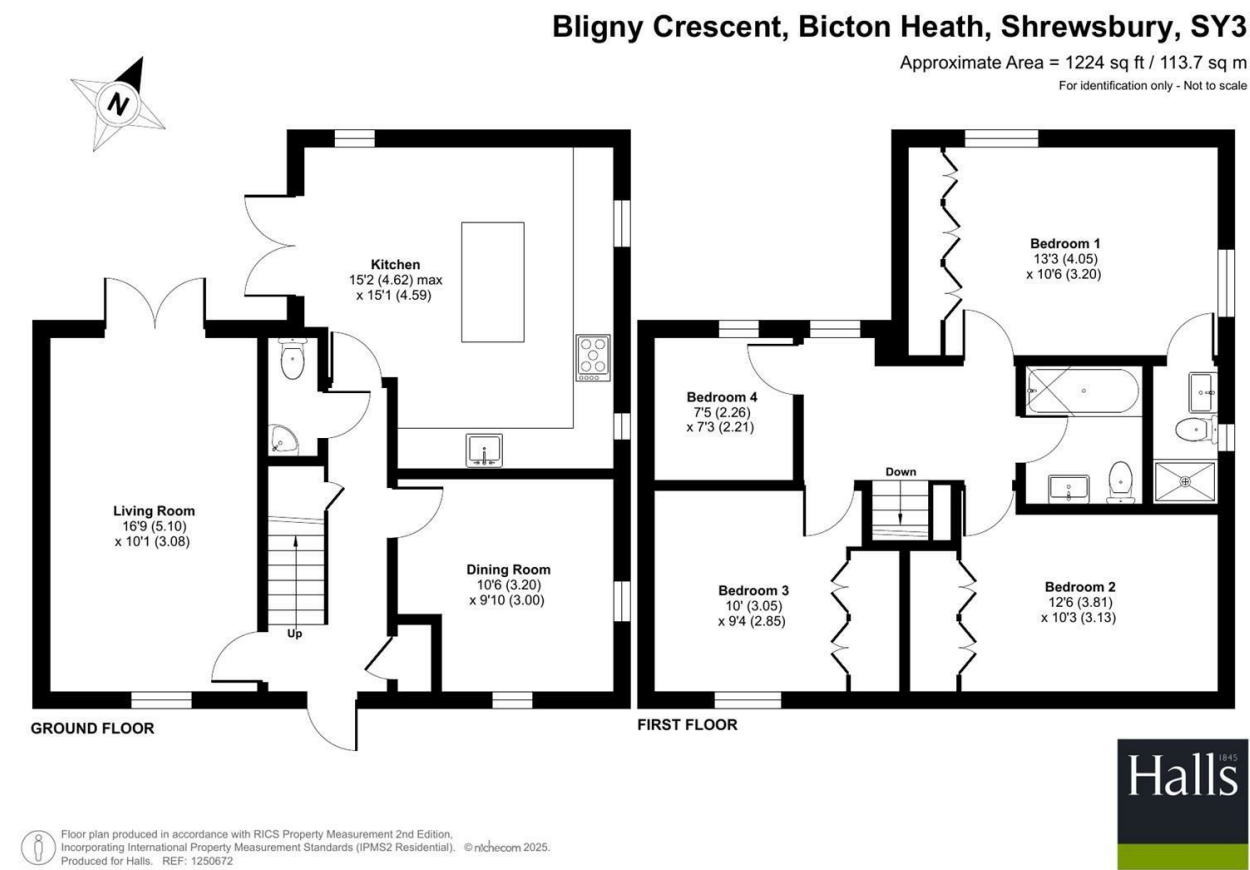 Bligny Crescent, Bicton Heath, Shrewsbury, SY3
Approximate Area = 1224 sq ft / 113.7 sq m
For identification only - Not to scale
N
Kitchen
15'2 (4.62) max
x 15'1 (4.59)
Living Room
16'9 (5.10)
x 10'1 (3.08)
Dining Room
10'6 (3.20)
x 9'10 (3.00)
Up
GROUND FLOOR
Bedroom 1
13'3 (4.05)
x 10'6 (3.20)
Bedroom 4
7'5 (2.26)
x 7'3 (2.21)
Down
Bedroom 3
10' (3.05)
x 9'4 (2.85)
Bedroom 2
12'6 (3.81)
x 10'3 (3.13)
FIRST FLOOR
1845
Halls
Floor plan produced in accordance with RICS Property Measurement 2nd Edition,
Incorporating International Property Measurement Standards (IPMS2 Residential). © nichecom 2025.
Produced for Halls. REF: 1250672